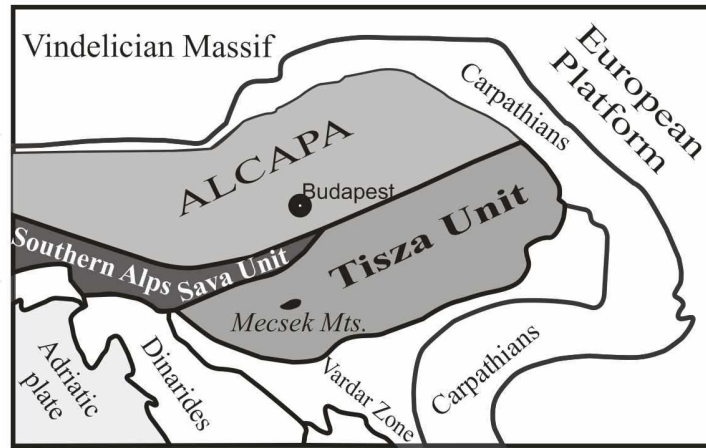 Vindelician Massif
European
Platform
Carpathians
ALCAPA
Budapest
Tisza Unit
Southern Alps
Sava Unit
Mecsek Mts.
Adriatic
plate
Dinarides
Vardar Zone
Carpathians